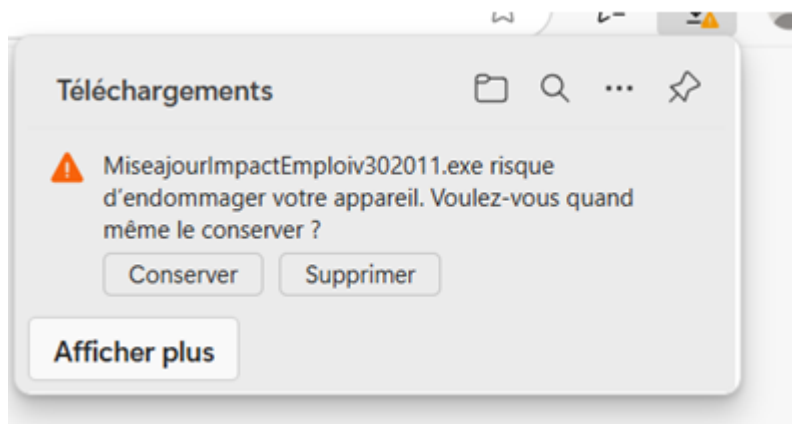 Téléchargements
MiseajourImpactEmploiv302011.exe risque
d'endommager votre appareil. Voulez-vous quand
même le conserver ?
Conserver
Supprimer
Afficher plus